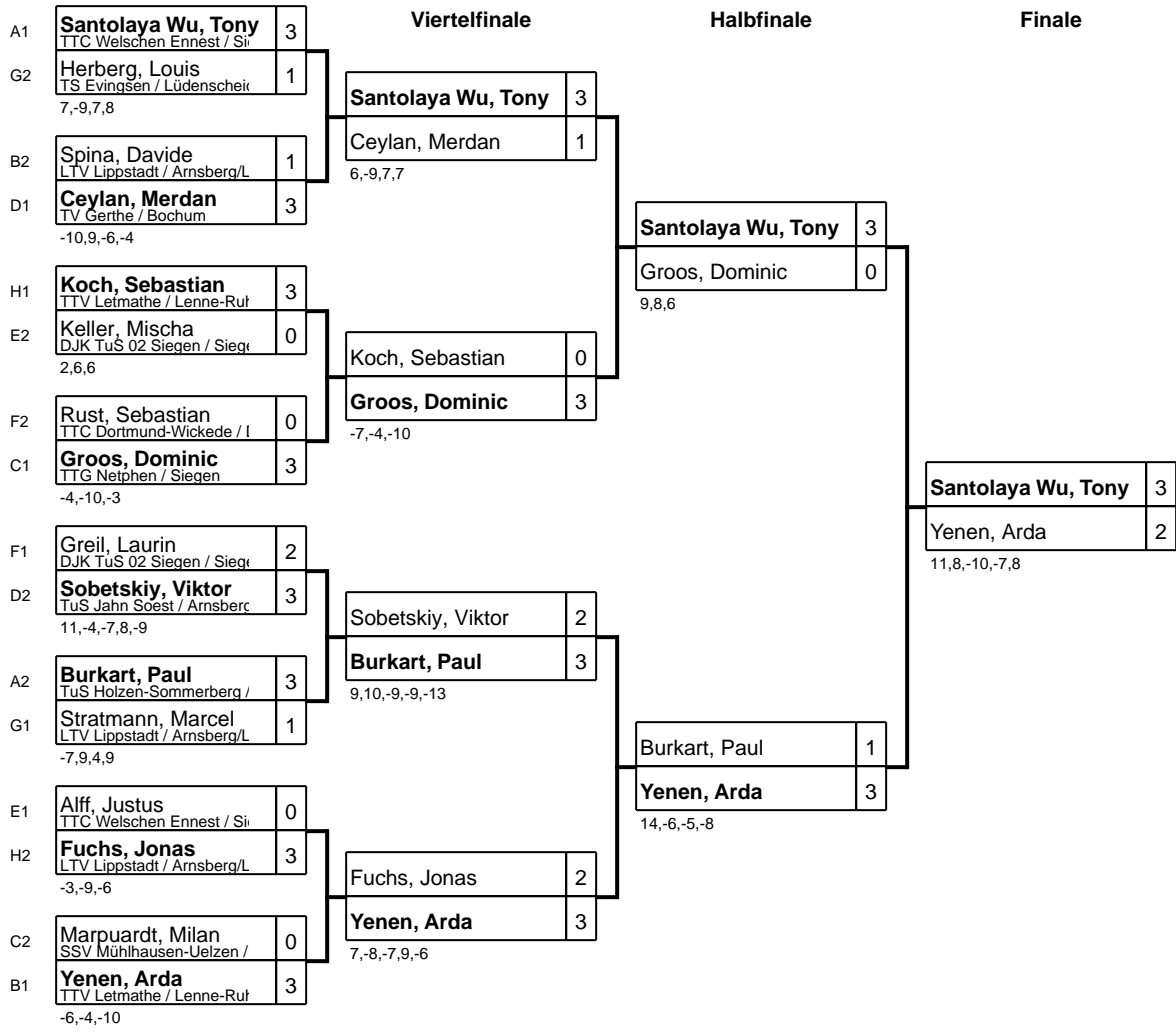 Viertelfinale
Halbfinale
Finale
A1 Santolaya Wu, Tony 3
TTC Welschen Ennest /
G2 Herberg, Louis 1
TS Evingsen /
7,-9,7,8
B2 Spina, Davide 1
LTV Lippstadt / Arnsberg/L
D1 Ceylan, Merdan 3
TV Gerthe / Bochum
-10,9,-6,-4
H1 Koch, Sebastian 3
TTV Letmathe /
E2 Keller, Mischa 0
DJK TuS 02 Siegen /
2,6,6
F2 Rust, Sebastian 0
TTC Dortmund-Wickede /
C1 Groos, Dominic 3
TTG Netphen / Siegen
-4,-10,-3
F1 Greil, Laurin 2
DJK TuS 02 Siegen /
D2 Sobetskiy, Viktor 3
TuS Jahn Soest /
11,-4,-7,8,-9
A2 Burkart, Paul 3
TuS Holzen-Sommerberg /
G1 Stratmann, Marcel 1
LTV Lippstadt / Arnsberg/L
-7,9,4,9
E1 Alff, Justus 0
TTC Welschen Ennest /
H2 Fuchs, Jonas 3
LTV Lippstadt / Arnsberg/L
-3,-9,-6
C2 Marpuardt, Milan 0
SSV Mühlhausen-Uelzen /
B1 Yenen, Arda 3
TTV Letmathe /
-6,-4,-10
Santolaya Wu, Tony 3
Ceylan, Merdan 1
6,-9,7,7
Koch, Sebastian 0
Groos, Dominic 3
-7,-4,-10
Sobetskiy, Viktor 2
Burkart, Paul 3
9,10,-9,-9,-13
Fuchs, Jonas 2
Yenen, Arda 3
7,-8,-7,9,-6
Santolaya Wu, Tony 3
Groos, Dominic 0
9,8,6
Burkart, Paul 1
Yenen, Arda 3
14,-6,-5,-8
Santolaya Wu, Tony 3
Yenen, Arda 2
11,8,-10,-7,8